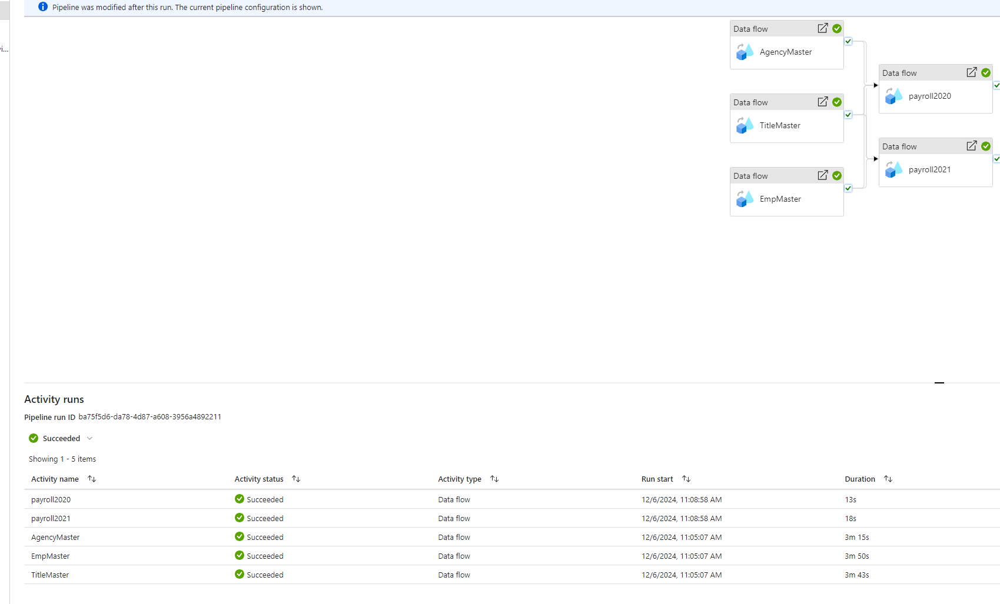 Pipeline was modified after this run. The current pipeline configuration is shown.
/i...
Data flow
AgencyMaster
Data flow
payroll2020
Data flow
TitleMaster
Data flow
payroll2021
Data flow
EmpMaster
Activity runs
Pipeline run ID ba75f5d6-da78-4d87-a608-3956a4892211
Succeeded
Showing 1 - 5 items
Activity name Activity status Activity type Run start Duration
payroll2020 Succeeded Data flow 12/6/2024, 11:08:58 AM 13s
payroll2021 Succeeded Data flow 12/6/2024, 11:08:58 AM 18s
AgencyMaster Succeeded Data flow 12/6/2024, 11:05:07 AM 3m 15s
EmpMaster Succeeded Data flow 12/6/2024, 11:05:07 AM 3m 50s
TitleMaster Succeeded Data flow 12/6/2024, 11:05:07 AM 3m 43s